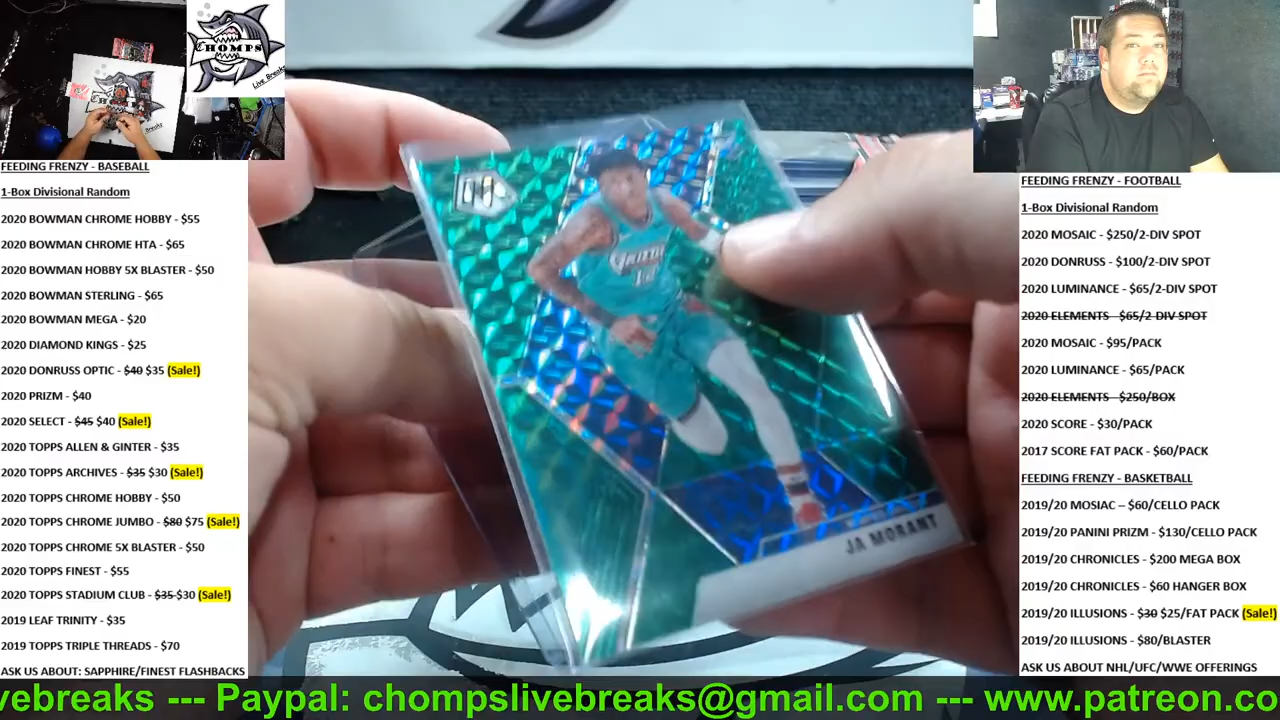 CHOMPS
Live Breaks
FEEDING FRENZY - BASEBALL
1-Box Divisional Random
2020 BOWMAN CHROME HOBBY - $55
2020 BOWMAN CHROME HTA - $65
2020 BOWMAN HOBBY 5X BLASTER - $50
2020 BOWMAN STERLING - $65
2020 BOWMAN MEGA - $20
2020 DIAMOND KINGS - $25
2020 DONRUSS OPTIC - $40 $35 (Sale!)
2020 PRIZM - $40
2020 SELECT - $45 $40 (Sale!)
2020 TOPPS ALLEN & GINTER - $35
2020 TOPPS ARCHIVES - $35 $30 (Sale!)
2020 TOPPS CHROME HOBBY - $50
2020 TOPPS CHROME JUMBO - $80 $75 (Sale!)
2020 TOPPS CHROME 5X BLASTER - $50
2020 TOPPS FINEST - $55
2020 TOPPS STADIUM CLUB - $35 $30 (Sale!)
2019 LEAF TRINITY - $35
2019 TOPPS TRIPLE THREADS - $70
ASK US ABOUT: SAPPHIRE/FINEST FLASHBACKS
12
JA MORANT
FEEDING FRENZY - FOOTBALL
1-Box Divisional Random
2020 MOSAIC - $250/2-DIV SPOT
2020 DONRUSS - $100/2-DIV SPOT
2020 LUMINANCE - $65/2-DIV SPOT
2020 ELEMENTS - $65/2-DIV SPOT
2020 MOSAIC - $95/PACK
2020 LUMINANCE - $65/PACK
2020 ELEMENTS - $250/BOX
2020 SCORE - $30/PACK
2017 SCORE FAT PACK - $60/PACK
FEEDING FRENZY - BASKETBALL
2019/20 MOSIAC – $60/CELLO PACK
2019/20 PANINI PRIZM - $130/CELLO PACK
2019/20 CHRONICLES - $200 MEGA BOX
2019/20 CHRONICLES - $60 HANGER BOX
2019/20 ILLUSIONS - $30 $25/FAT PACK (Sale!)
2019/20 ILLUSIONS - $80/BLASTER
ASK US ABOUT NHL/UFC/WWE OFFERINGS
vebreaks --- Paypal: chompslivebreaks@gmail.com --- www.patreon.co